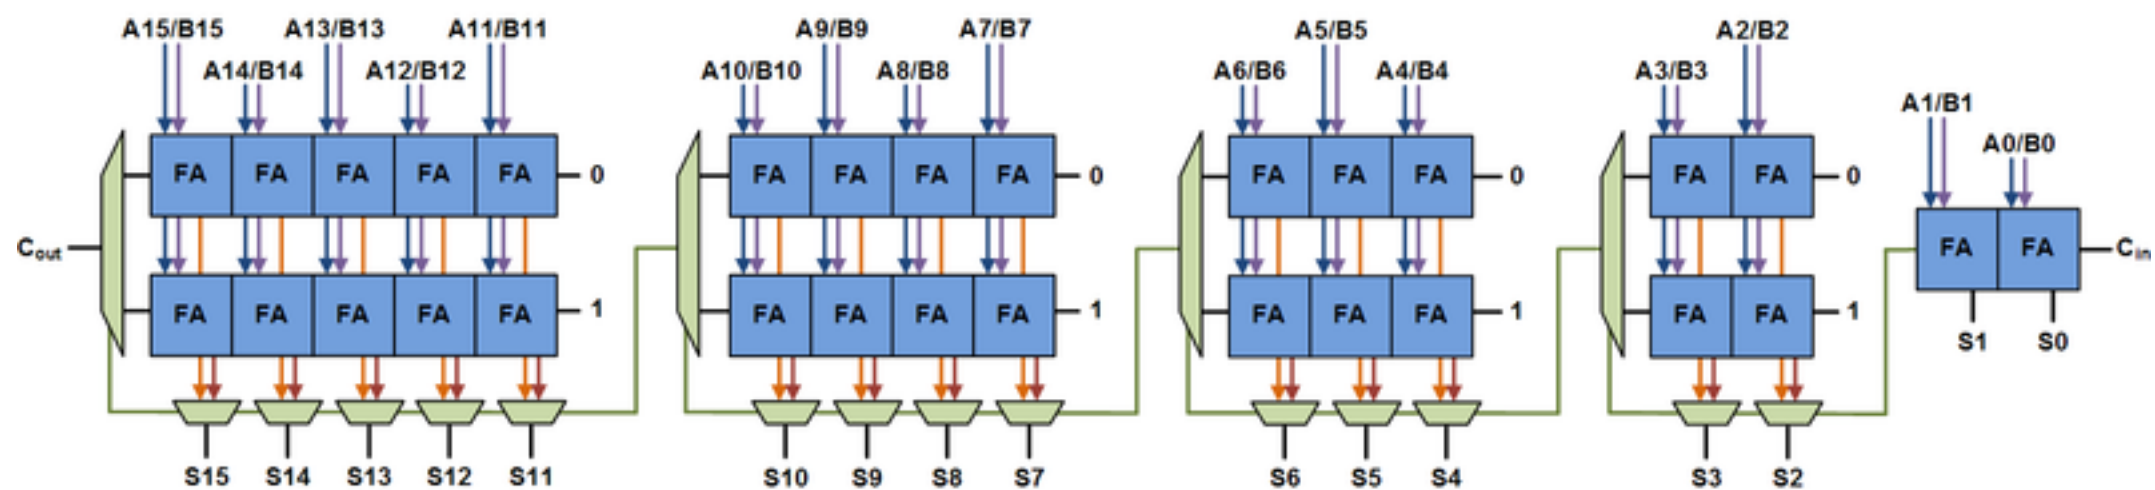 A15/B15 A13/B13 A11/B11 A9/B9 A7/B7 A5/B5 A2/B2
A14/B14 A12/B12 A10/B10 A8/B8 A6/B6 A4/B4 A3/B3
A1/B1
A0/B0
FA FA FA FA FA 0 FA FA FA FA 0 FA FA FA 0 FA FA 0
Cout FA FA Cin
FA FA FA FA FA 1 FA FA FA FA 1 FA FA FA 1 FA FA 1
S1 S0
S15 S14 S13 S12 S11 S10 S9 S8 S7 S6 S5 S4 S3 S2